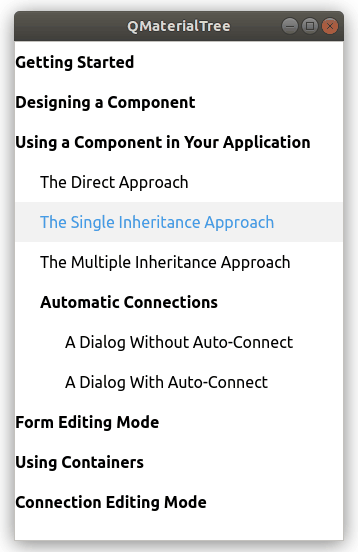 QMaterialTree
Getting Started
Designing a Component
Using a Component in Your Application
The Direct Approach
The Single Inheritance Approach
The Multiple Inheritance Approach
Automatic Connections
A Dialog Without Auto-Connect
A Dialog With Auto-Connect
Form Editing Mode
Using Containers
Connection Editing Mode